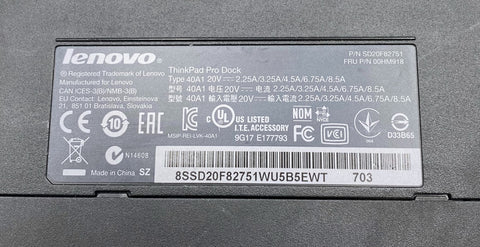 lenovo
® Registered Trademark of Lenovo
Manufactured for Lenovo
CAN ICES-3(B)/NMB-3(B)
EU Contact: Lenovo, Einsteinova
21, 851 01 Bratislava, Slovakia
ThinkPad Pro Dock
Type 40A1 20V ⎓ 2.25A/3.25A/4.5A/6.75A/8.5A
型号 40A1 电压 20V ⎓ 电流 2.25A/3.25A/4.5A/6.75A/8.5A
型號 40A1 輸入電壓 20V ⎓ 輸入電流 2.25A/3.25A/4.5A/6.75A/8.5A
P/N SD20F82751
FRU P/N 00HM918
CE
10
EAC
MSIP-REI-LVK-40A1
c UL US
LISTED
I.T.E. ACCESSORY
9G17 E177793
NOM
FC
VCCI
D33B65
N14608
Made in China SZ
8SSD20F82751WU5B5EWT
703